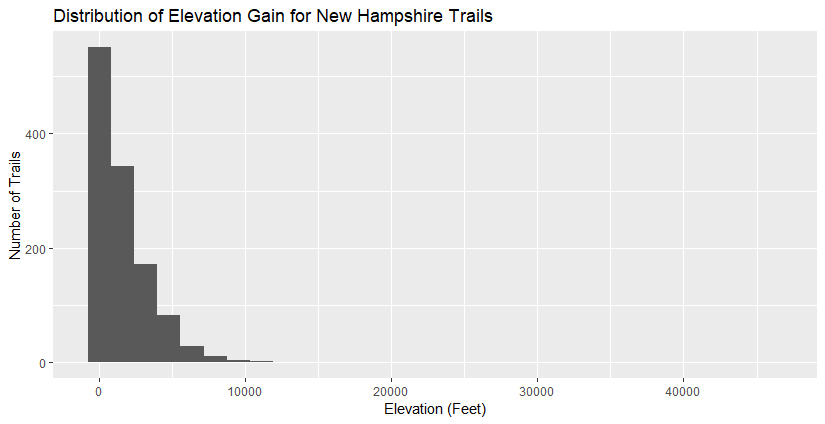 Distribution of Elevation Gain for New Hampshire Trails
Number of Trails
400
200
0
0 10000 20000 30000 40000
Elevation (Feet)